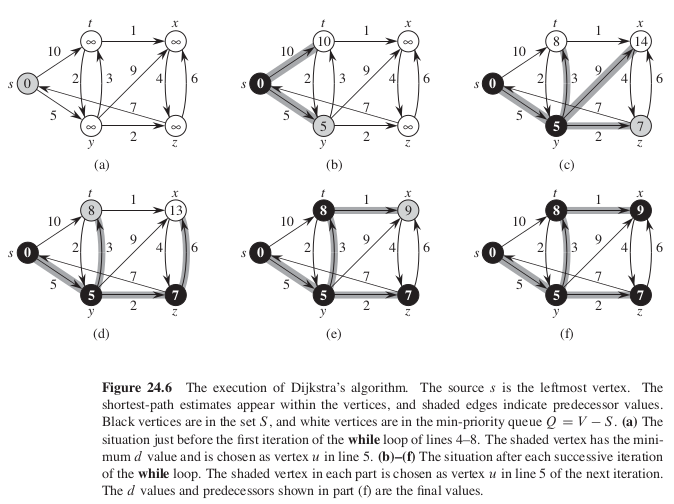 t x
1
10
∞ ∞
s 0 2 3 9 4 6
5 7
∞ ∞
2
y z
(a)
t x
1
10
10 ∞
s 0 2 3 9 4 6
5 7
5 ∞
2
y z
(b)
t x
1
10
8 14
s 0 2 3 9 4 6
5 7
5 7
2
y z
(c)
t x
1
10
8 13
s 0 2 3 9 4 6
5 7
5 7
2
y z
(d)
t x
1
10
8 9
s 0 2 3 9 4 6
5 7
5 7
2
y z
(e)
t x
1
10
8 9
s 0 2 3 9 4 6
5 7
5 7
2
y z
(f)
Figure 24.6 The execution of Dijkstra's algorithm. The source s is the leftmost vertex. The
shortest-path estimates appear within the vertices, and shaded edges indicate predecessor values.
Black vertices are in the set S, and white vertices are in the min-priority queue Q = V − S. (a) The
situation just before the first iteration of the while loop of lines 4–8. The shaded vertex has the mini-
mum d value and is chosen as vertex u in line 5. (b)–(f) The situation after each successive iteration
of the while loop. The shaded vertex in each part is chosen as vertex u in line 5 of the next iteration.
The d values and predecessors shown in part (f) are the final values.